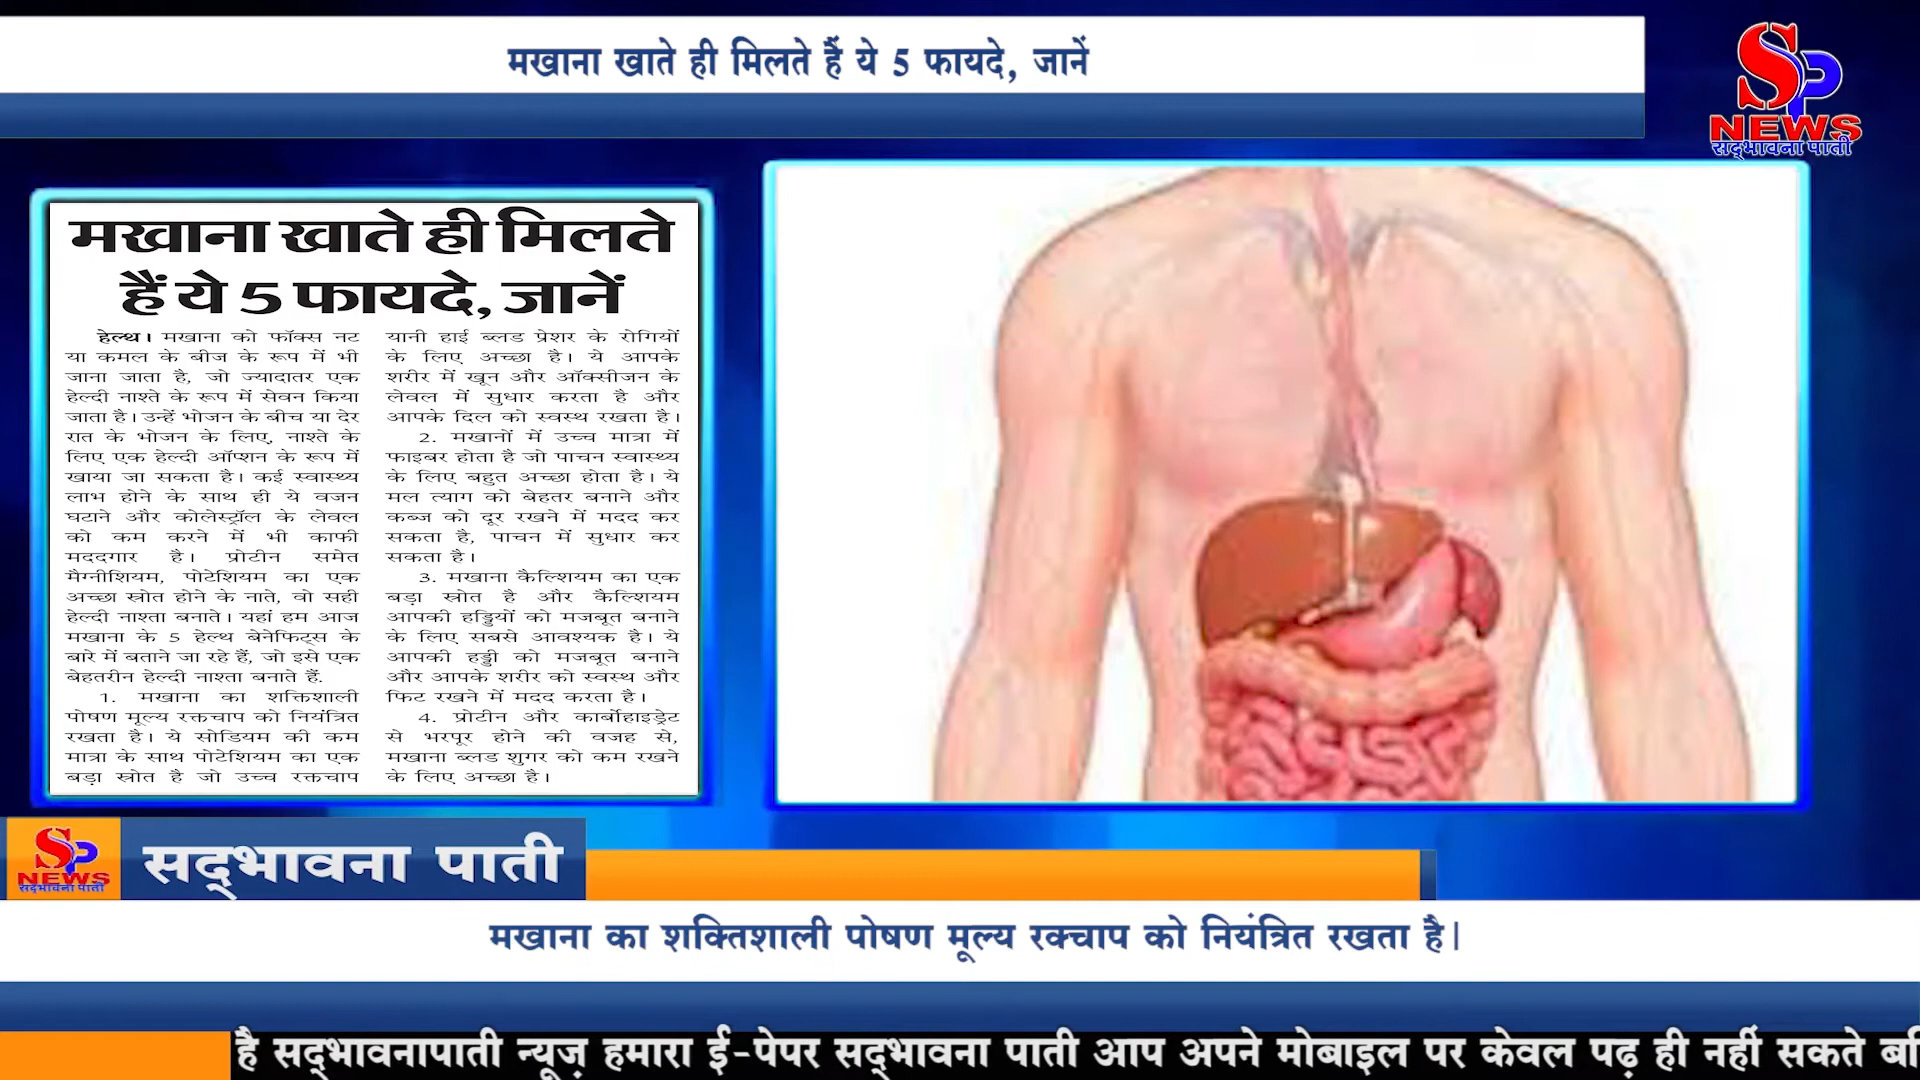 मखाना खाते ही मिलते हैं ये 5 फायदे, जानें
SP
NEWS
सद्भावना पाती
मखाना खाते ही मिलते
हैं ये 5 फायदे, जानें
हेल्थ। मखाना को फॉक्स नट
या कमल के बीज के रूप में भी
जाना जाता है, जो ज्यादातर एक
हेल्दी नाश्ते के रूप में सेवन किया
जाता है। उन्हें भोजन के बीच या देर
रात के भोजन के लिए, नाश्ते के
लिए एक हेल्दी ऑप्शन के रूप में
खाया जा सकता है। कई स्वास्थ्य
लाभ होने के साथ ही ये वजन
घटाने और कोलेस्ट्रॉल के लेवल
को कम करने में भी काफी
मददगार है। प्रोटीन समेत
मैग्नीशियम, पोटेशियम का एक
अच्छा स्रोत होने के नाते, वो सही
हेल्दी नाश्ता बनाते। यहां हम आज
मखाना के 5 हेल्थ बेनेफिट्स के
बारे में बताने जा रहे हैं, जो इसे एक
बेहतरीन हेल्दी नाश्ता बनाते हैं.
1. मखाना का शक्तिशाली
पोषण मूल्य रक्तचाप को नियंत्रित
रखता है। ये सोडियम की कम
मात्रा के साथ पोटेशियम का एक
बड़ा स्रोत है जो उच्च रक्तचाप
यानी हाई ब्लड प्रेशर के रोगियों
के लिए अच्छा है। ये आपके
शरीर में खून और ऑक्सीजन के
लेवल में सुधार करता है और
आपके दिल को स्वस्थ रखता है।
2. मखानों में उच्च मात्रा में
फाइबर होता है जो पाचन स्वास्थ्य
के लिए बहुत अच्छा होता है। ये
मल त्याग को बेहतर बनाने और
कब्ज को दूर रखने में मदद कर
सकता है, पाचन में सुधार कर
सकता है।
3. मखाना कैल्शियम का एक
बड़ा स्रोत है और कैल्शियम
आपकी हड्डियों को मजबूत बनाने
के लिए सबसे आवश्यक है। ये
आपकी हड्डी को मजबूत बनाने
और आपके शरीर को स्वस्थ और
फिट रखने में मदद करता है।
4. प्रोटीन और कार्बोहाइड्रेट
से भरपूर होने की वजह से,
मखाना ब्लड शुगर को कम रखने
के लिए अच्छा है।
SP
NEWS
सद्भावना पाती
सद्भावना पाती
मखाना का शक्तिशाली पोषण मूल्य रक्चाप को नियंत्रित रखता है|
है सद्भावनापाती न्यूज़ हमारा ई-पेपर सद्भावना पाती आप अपने मोबाइल पर केवल पढ़ ही नहीं सकते